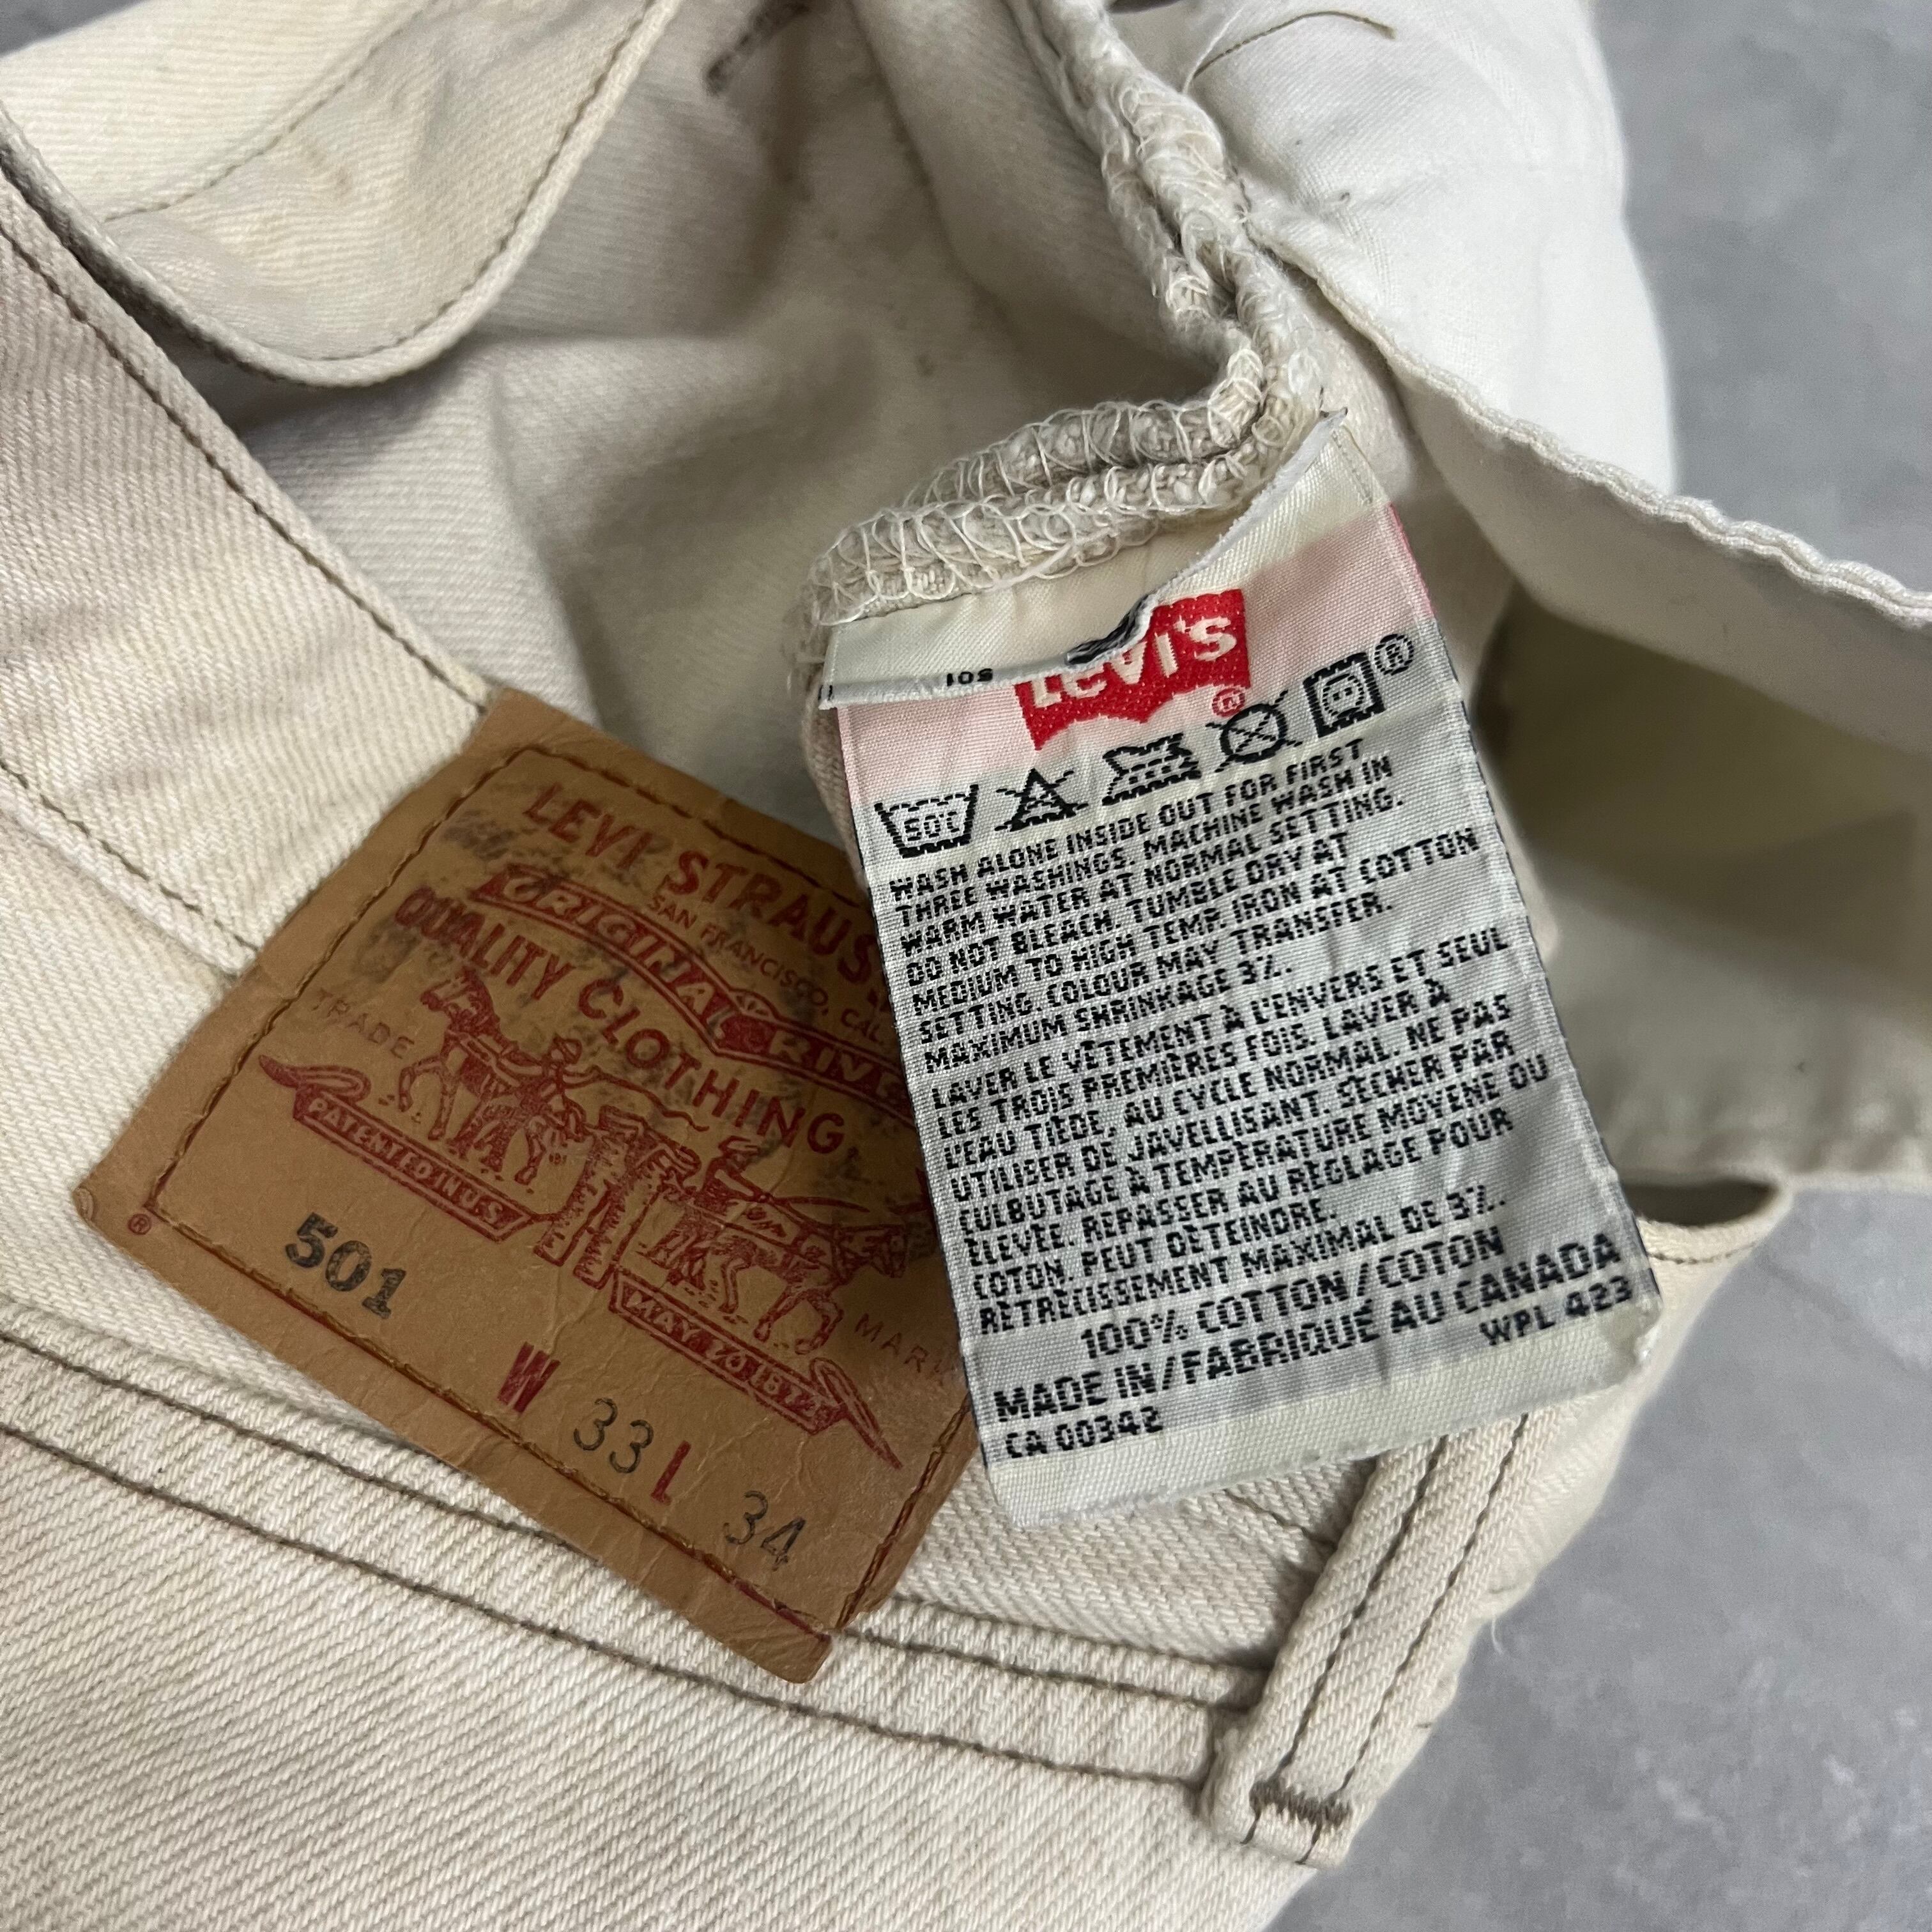 LEVI STRAUS
SAN FRANCISCO, CAL.
ORIGINAL RIVE
QUALITY CLOTHING
TRADE MARK
PATENTED IN U.S.
MAY 20 1873
®
501
W 33 L 34
501
Levi's
®
50°C
®
WASH ALONE INSIDE OUT FOR FIRST
THREE WASHINGS. MACHINE WASH IN
WARM WATER AT NORMAL SETTING.
DO NOT BLEACH. TUMBLE DRY AT
MEDIUM TO HIGH TEMP. IRON AT COTTON
SETTING. COLOUR MAY TRANSFER.
MAXIMUM SHRINKAGE 3%.
LAVER LE VÊTEMENT À L'ENVERS ET SEUL
LES TROIS PREMIÈRES FOIS. LAVER À
L'EAU TIÈDE, AU CYCLE NORMAL. NE PAS
UTILISER DE JAVELLISANT. SÉCHER PAR
CULBUTAGE À TEMPÉRATURE MOYENE OU
ÉLEVÉE. REPASSER AU RÉGLAGE POUR
COTON. PEUT DÉTEINDRE.
RÉTRÉCISSEMENT MAXIMAL DE 3%.
100% COTTON/COTON
MADE IN/FABRIQUÉ AU CANADA
CA 00342 WPL 423